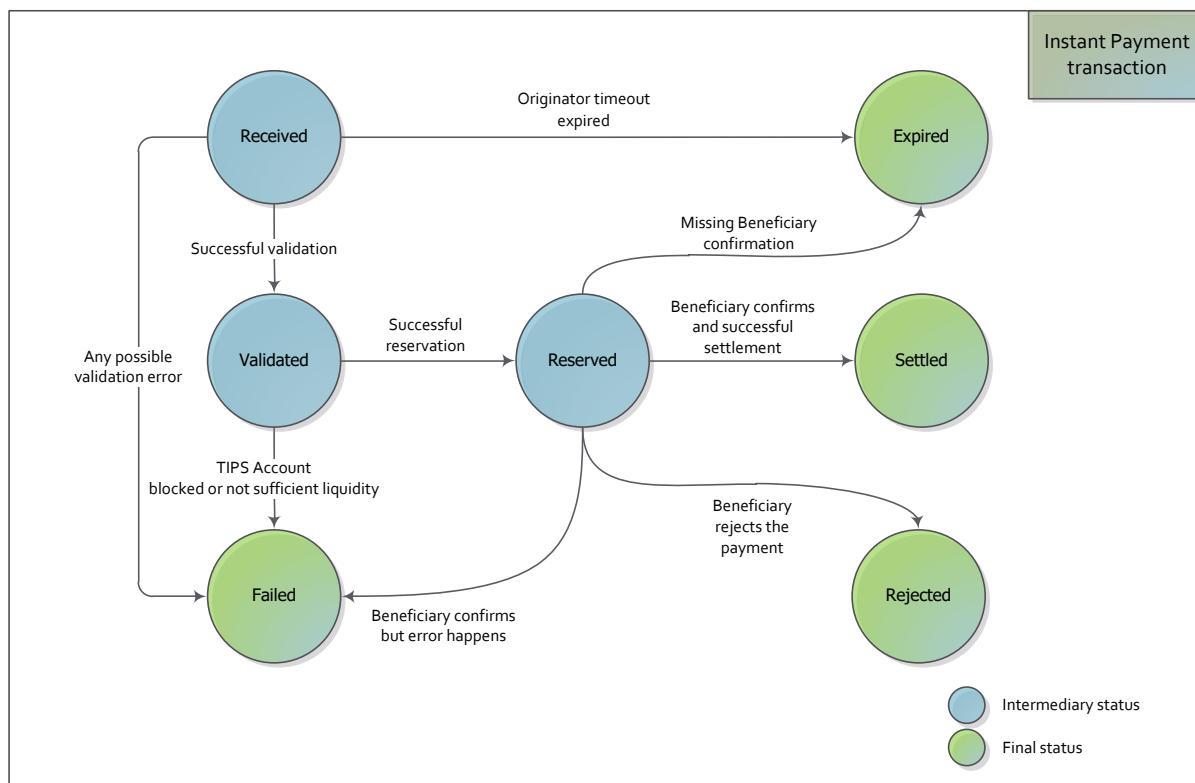 Instant Payment
transaction
Received
Originator timeout
expired
Expired
Successful validation
Missing Beneficiary
confirmation
Any possible
validation error
Validated
Successful
reservation
Reserved
Beneficiary confirms
and successful
settlement
Settled
TIPS Account
blocked or not sufficient liquidity
Beneficiary
rejects the
payment
Failed
Beneficiary confirms
but error happens
Rejected
Intermediary status
Final status